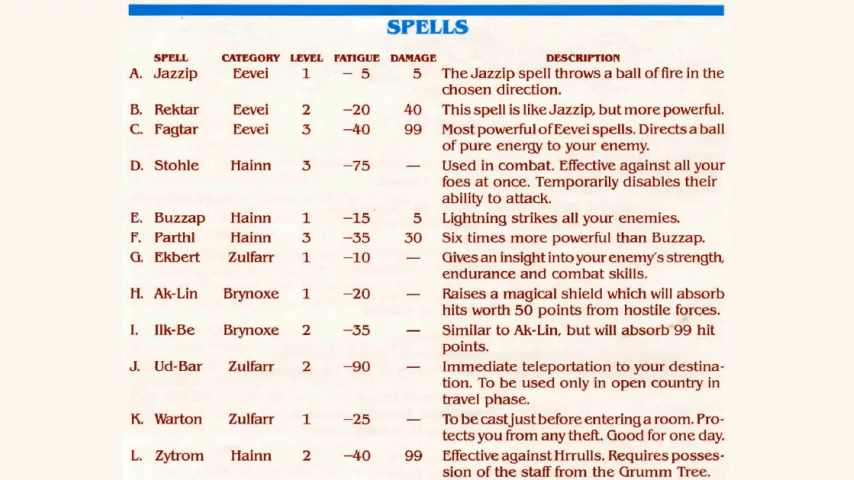 SPELLS
SPELL CATEGORY LEVEL FATIGUE DAMAGE DESCRIPTION
A. Jazzip Eevei 1 – 5 5 The Jazzip spell throws a ball of fire in the
chosen direction.
B. Rektar Eevei 2 –20 40 This spell is like Jazzip, but more powerful.
C. Fagtar Eevei 3 –40 99 Most powerful of Eevei spells. Directs a ball
of pure energy to your enemy.
D. Stohle Hainn 3 –75 — Used in combat. Effective against all your
foes at once. Temporarily disables their
ability to attack.
E. Buzzap Hainn 1 –15 5 Lightning strikes all your enemies.
F. Parthl Hainn 3 –35 30 Six times more powerful than Buzzap.
G. Ekbert Zulfarr 1 –10 — Gives an insight into your enemy's strength,
endurance and combat skills.
H. Ak-Lin Brynoxe 1 –20 — Raises a magical shield which will absorb
hits worth 50 points from hostile forces.
I. Ilk-Be Brynoxe 2 –35 — Similar to Ak-Lin, but will absorb 99 hit
points.
J. Ud-Bar Zulfarr 2 –90 — Immediate teleportation to your destina-
tion. To be used only in open country in
travel phase.
K. Warton Zulfarr 1 –25 — To be cast just before entering a room. Pro-
tects you from any theft. Good for one day.
L. Zytrom Hainn 2 –40 99 Effective against Hrrulls. Requires posses-
sion of the staff from the Grumm Tree.